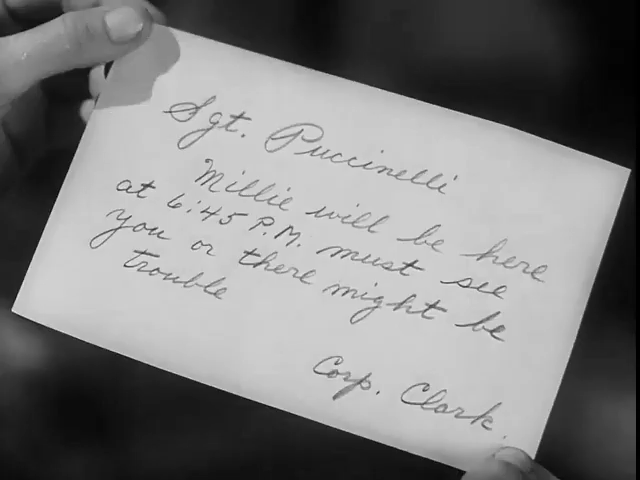 Sgt. Puccinelli
Millie will be here
at 6:45 P.M. must see
you or there might be
trouble
Corp. Clark.